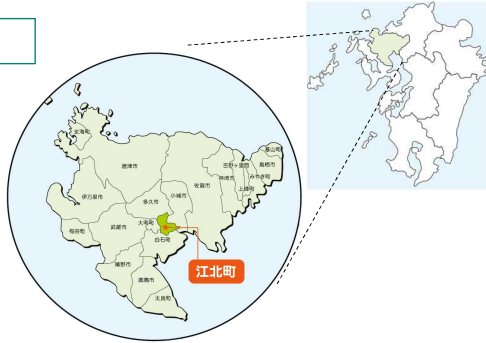 玄海町
唐津市
基山町
吉野ヶ里町
鳥栖市
みやき町
神埼市
上峰町
佐賀市
小城市
多久市
伊万里市
有田町
武雄市
大町町
白石町
江北町
嬉野市
鹿島市
太良町